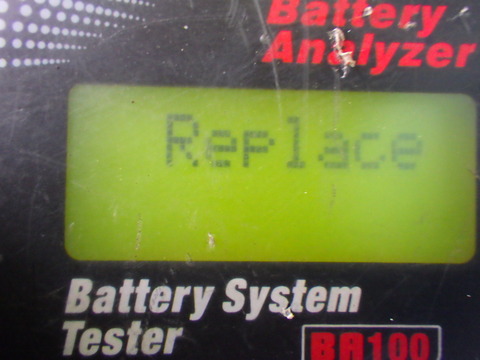 Battery
Analyzer
Replace
Battery System
Tester
BA100